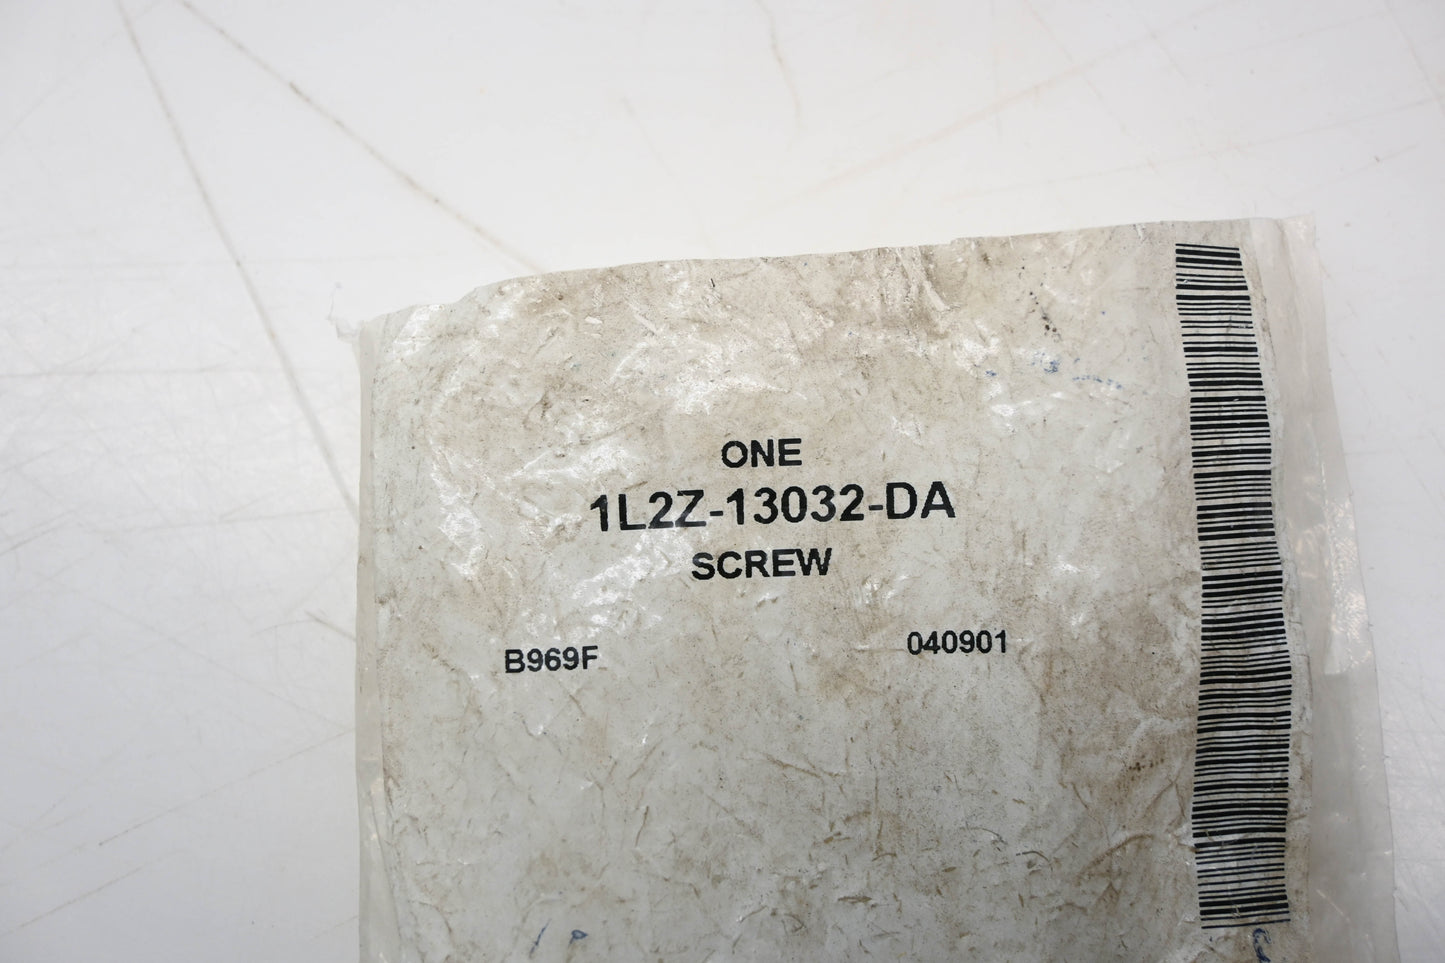 ONE
1L2Z-13032-DA
SCREW
B969F 040901